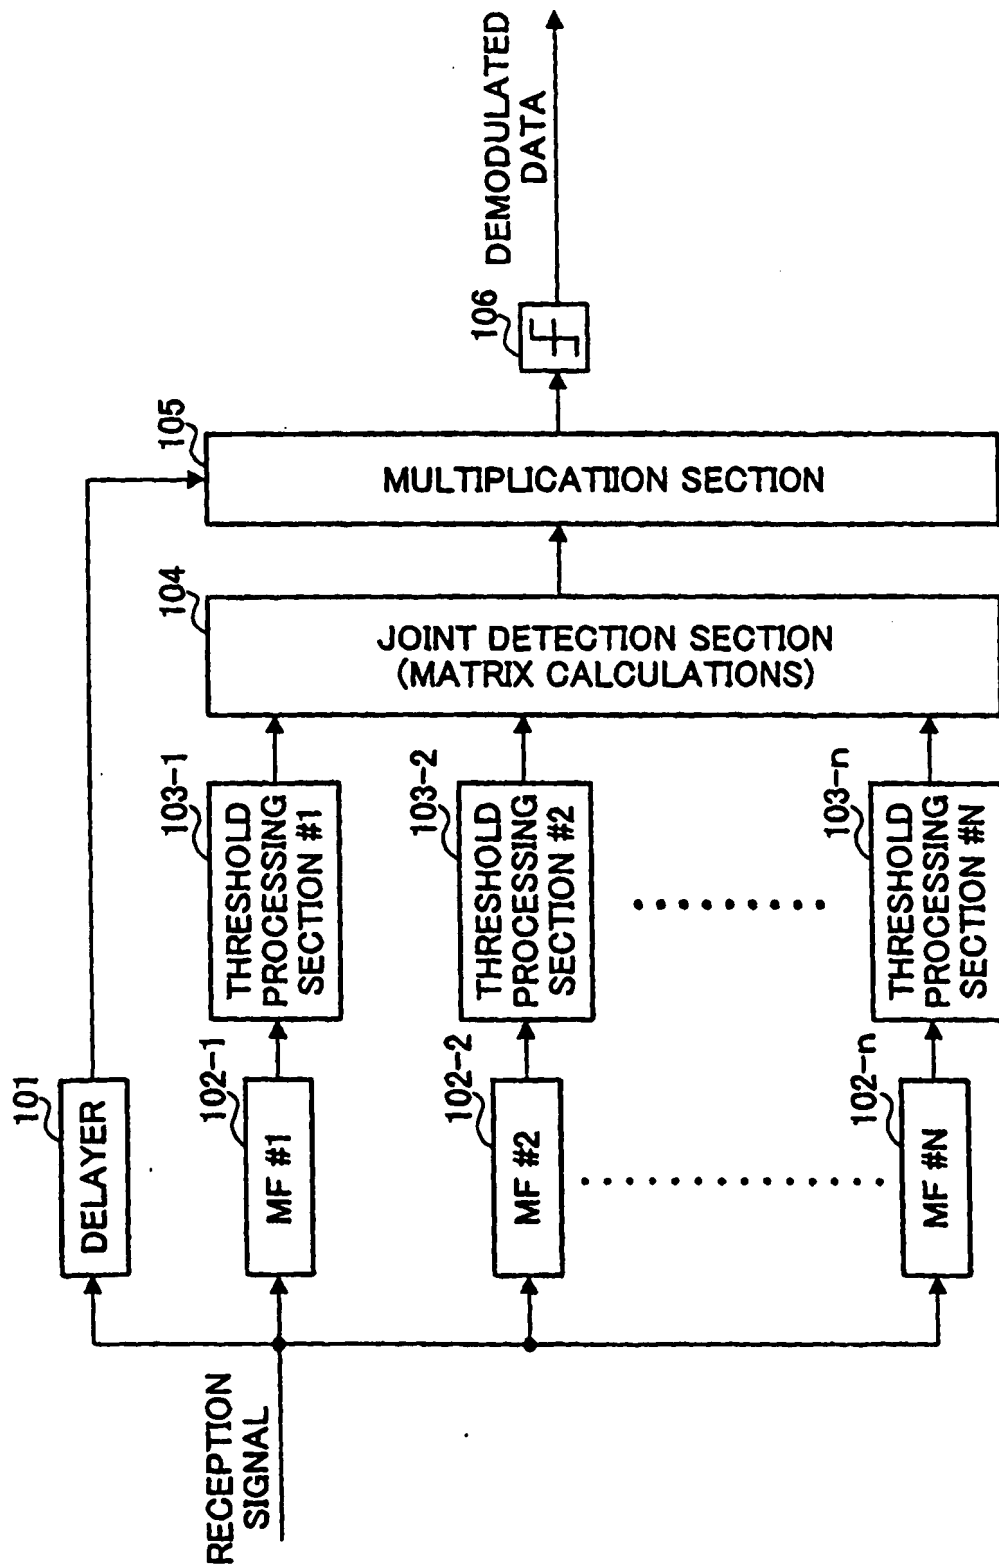 RECEPTION
SIGNAL
101
DELAYER
102-1
MF #1
103-1
THRESHOLD
PROCESSING
SECTION #1
102-2
MF #2
103-2
THRESHOLD
PROCESSING
SECTION #2
102-n
MF #N
103-n
THRESHOLD
PROCESSING
SECTION #N
104
JOINT DETECTION SECTION
(MATRIX CALCULATIONS)
105
MULTIPLICATIION SECTION
106
DEMODULATED
DATA